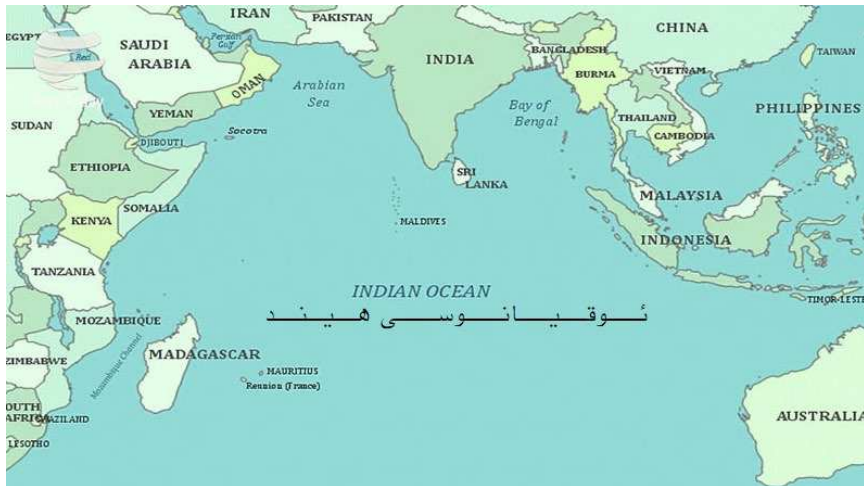 IRAN
PAKISTAN
CHINA
EGYPT
SAUDI
ARABIA
Persian
Gulf
Red
OMAN
Arabian
Sea
INDIA
BANGLADESH
BURMA
VIETNAM
TAIWAN
Bay of
Bengal
THAILAND
CAMBODIA
PHILIPPINES
SUDAN
YEMEN
Socotra
DJIBOUTI
ETHIOPIA
SOMALIA
KENYA
SRI
LANKA
MALDIVES
MALAYSIA
INDONESIA
TANZANIA
INDIAN OCEAN
ئوقیانوسی هیند
TIMOR-LESTE
MOZAMBIQUE
Mozambique Channel
MADAGASCAR
ZIMBABWE
MAURITIUS
Reunion (France)
SOUTH
AFRICA
SWAZILAND
LESOTHO
AUSTRALIA